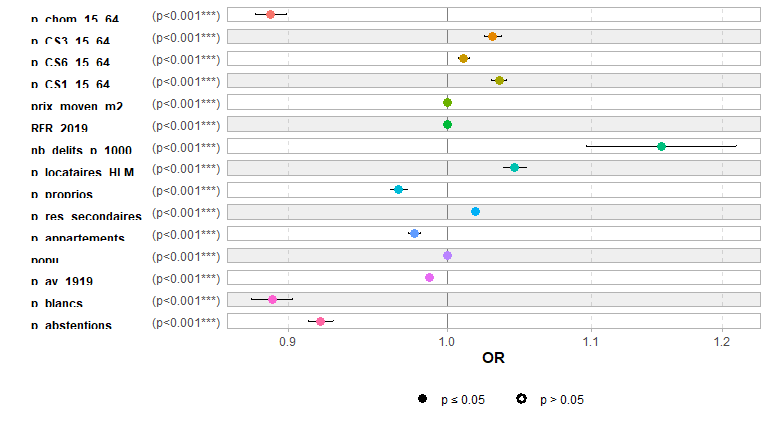 p_chom_15_64 (p<0.001***)
p_CS3_15_64 (p<0.001***)
p_CS6_15_64 (p<0.001***)
p_CS1_15_64 (p<0.001***)
prix_moyen_m2 (p<0.001***)
RFR_2019 (p<0.001***)
nb_delits_p_1000 (p<0.001***)
p_locataires_HLM (p<0.001***)
p_proprios (p<0.001***)
p_res_secondaires (p<0.001***)
p_appartements (p<0.001***)
popu (p<0.001***)
p_av_1919 (p<0.001***)
p_blancs (p<0.001***)
p_abstentions (p<0.001***)
0.9 1.0 1.1 1.2
OR
p ≤ 0.05 p > 0.05